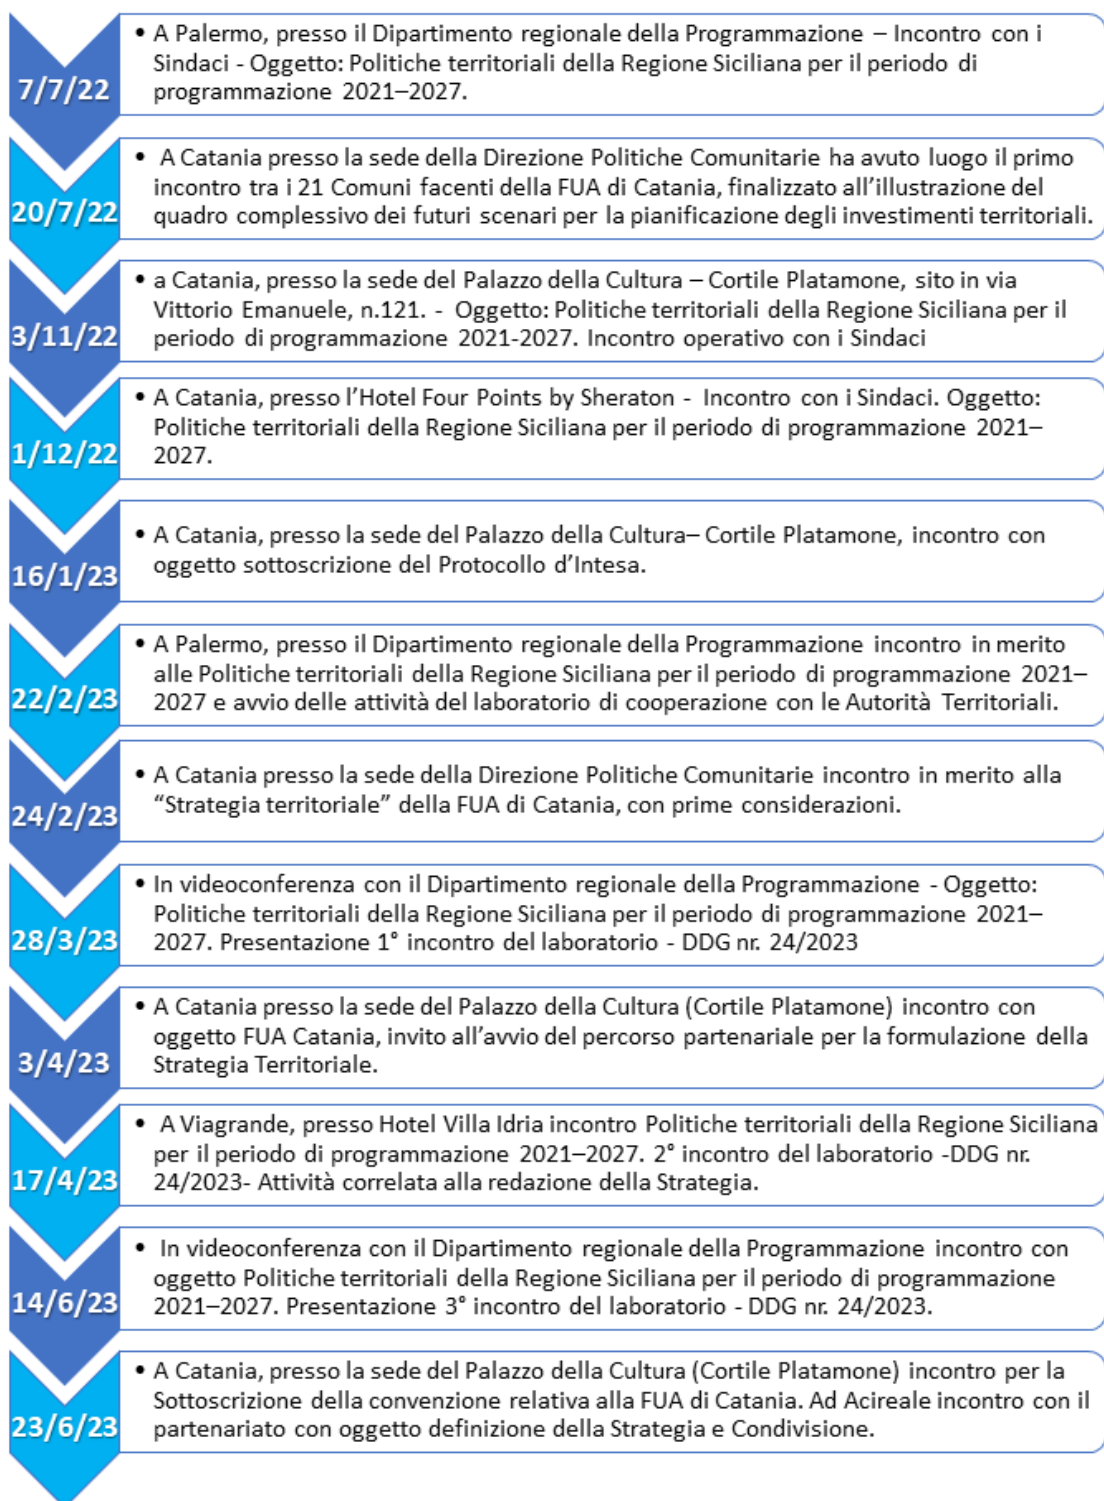 7/7/22
• A Palermo, presso il Dipartimento regionale della Programmazione – Incontro con i
Sindaci - Oggetto: Politiche territoriali della Regione Siciliana per il periodo di
programmazione 2021–2027.
20/7/22
• A Catania presso la sede della Direzione Politiche Comunitarie ha avuto luogo il primo
incontro tra i 21 Comuni facenti della FUA di Catania, finalizzato all’illustrazione del
quadro complessivo dei futuri scenari per la pianificazione degli investimenti territoriali.
3/11/22
• a Catania, presso la sede del Palazzo della Cultura – Cortile Platamone, sito in via
Vittorio Emanuele, n.121. - Oggetto: Politiche territoriali della Regione Siciliana per il
periodo di programmazione 2021-2027. Incontro operativo con i Sindaci
1/12/22
• A Catania, presso l’Hotel Four Points by Sheraton - Incontro con i Sindaci. Oggetto:
Politiche territoriali della Regione Siciliana per il periodo di programmazione 2021–
2027.
16/1/23
• A Catania, presso la sede del Palazzo della Cultura– Cortile Platamone, incontro con
oggetto sottoscrizione del Protocollo d’Intesa.
22/2/23
• A Palermo, presso il Dipartimento regionale della Programmazione incontro in merito
alle Politiche territoriali della Regione Siciliana per il periodo di programmazione 2021–
2027 e avvio delle attività del laboratorio di cooperazione con le Autorità Territoriali.
24/2/23
• A Catania presso la sede della Direzione Politiche Comunitarie incontro in merito alla
“Strategia territoriale” della FUA di Catania, con prime considerazioni.
28/3/23
• In videoconferenza con il Dipartimento regionale della Programmazione - Oggetto:
Politiche territoriali della Regione Siciliana per il periodo di programmazione 2021–
2027. Presentazione 1° incontro del laboratorio - DDG nr. 24/2023
3/4/23
• A Catania presso la sede del Palazzo della Cultura (Cortile Platamone) incontro con
oggetto FUA Catania, invito all’avvio del percorso partenariale per la formulazione della
Strategia Territoriale.
17/4/23
• A Viagrande, presso Hotel Villa Idria incontro Politiche territoriali della Regione Siciliana
per il periodo di programmazione 2021–2027. 2° incontro del laboratorio -DDG nr.
24/2023- Attività correlata alla redazione della Strategia.
14/6/23
• In videoconferenza con il Dipartimento regionale della Programmazione incontro con
oggetto Politiche territoriali della Regione Siciliana per il periodo di programmazione
2021–2027. Presentazione 3° incontro del laboratorio - DDG nr. 24/2023.
23/6/23
• A Catania, presso la sede del Palazzo della Cultura (Cortile Platamone) incontro per la
Sottoscrizione della convenzione relativa alla FUA di Catania. Ad Acireale incontro con il
partenariato con oggetto definizione della Strategia e Condivisione.